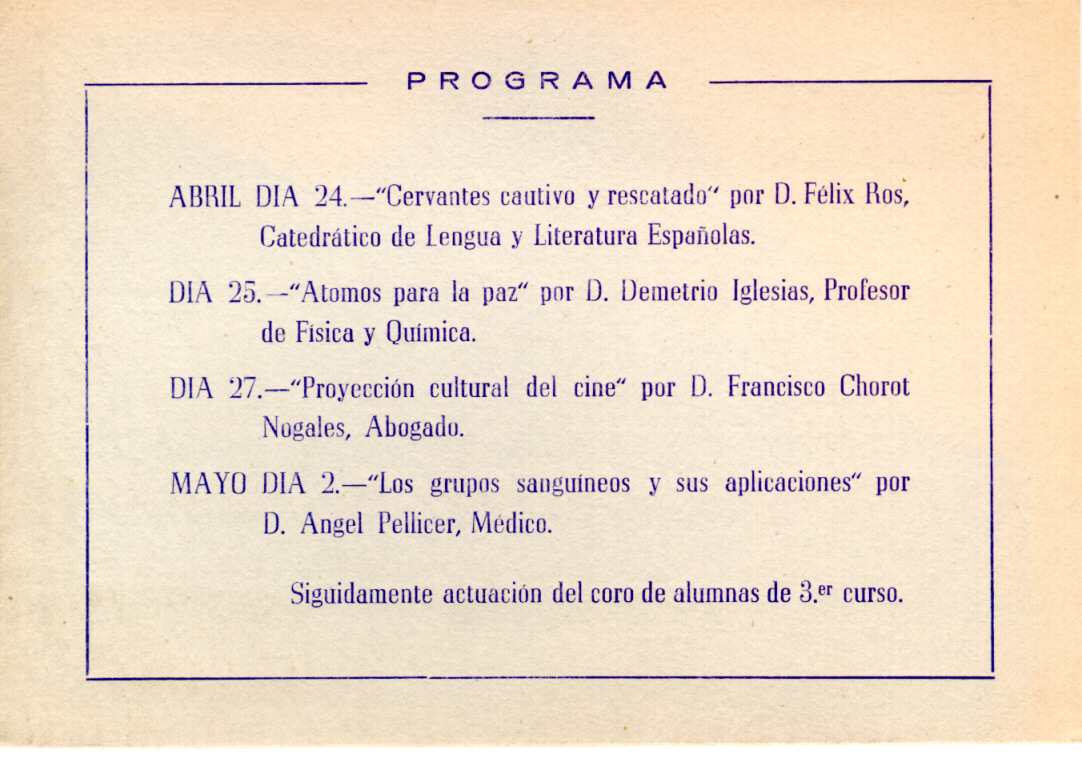 PROGRAMA
ABRIL DIA 24.—"Cervantes cautivo y rescatado" por D. Félix Ros,
Catedrático de Lengua y Literatura Españolas.
DIA 25.—"Atomos para la paz" por D. Demetrio Iglesias, Profesor
de Física y Química.
DIA 27.—"Proyección cultural del cine" por D. Francisco Chorot
Nogales, Abogado.
MAYO DIA 2.—"Los grupos sanguíneos y sus aplicaciones" por
D. Angel Pellicer, Médico.
Siguidamente actuación del coro de alumnas de 3.er curso.